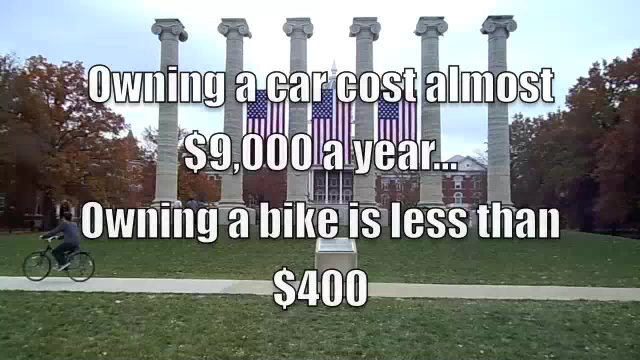 Owning a car cost almost
$9,000 a year...
Owning a bike is less than
$400